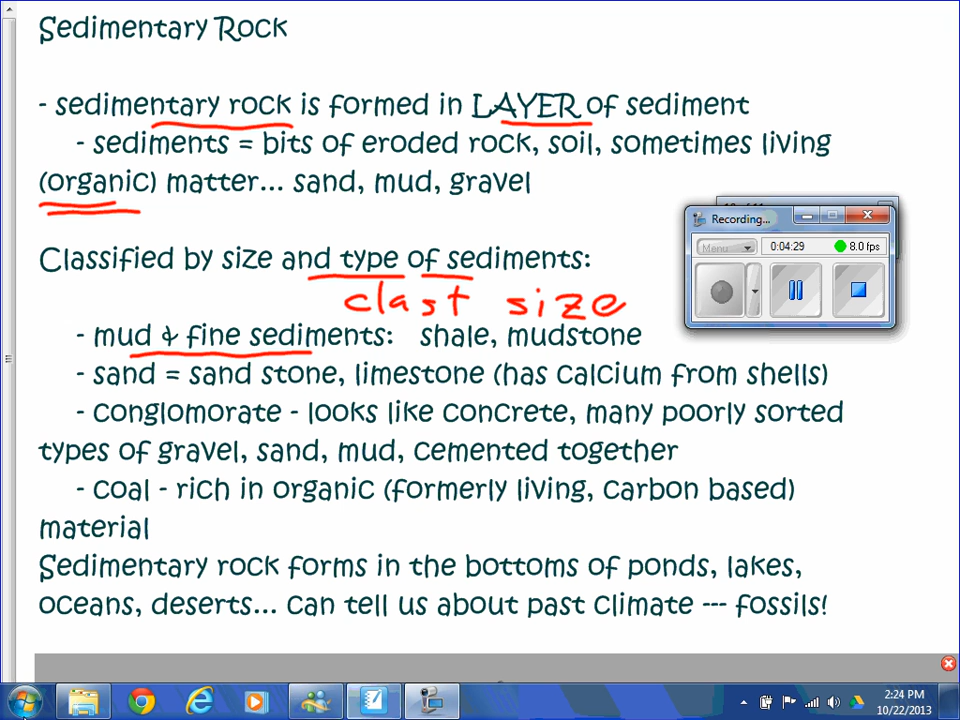 Sedimentary Rock
- sedimentary rock is formed in LAYER of sediment
- sediments = bits of eroded rock, soil, sometimes living
(organic) matter... sand, mud, gravel
Recording...
Menu
0:04:29
8.0 fps
Classified by size and type of sediments:
clast size
- mud & fine sediments: shale, mudstone
- sand = sand stone, limestone (has calcium from shells)
- conglomorate - looks like concrete, many poorly sorted
types of gravel, sand, mud, cemented together
- coal - rich in organic (formerly living, carbon based)
material
Sedimentary rock forms in the bottoms of ponds, lakes,
oceans, deserts... can tell us about past climate --- fossils!
2:24 PM
10/22/2013